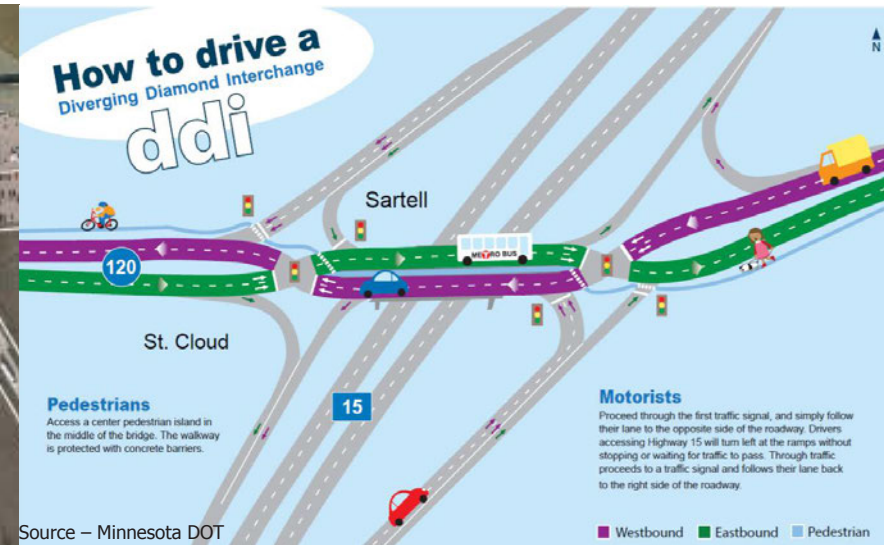 How to drive a
Diverging Diamond Interchange
ddi
N
Sartell
METRO BUS
120
St. Cloud
15
Pedestrians
Access a center pedestrian island in
the middle of the bridge. The walkway
is protected with concrete barriers.
Motorists
Proceed through the first traffic signal, and simply follow
their lane to the opposite side of the roadway. Drivers
accessing Highway 15 will turn left at the ramps without
stopping or waiting for traffic to pass. Through traffic
proceeds to a traffic signal and follows their lane back
to the right side of the roadway.
Source – Minnesota DOT
Westbound Eastbound Pedestrian